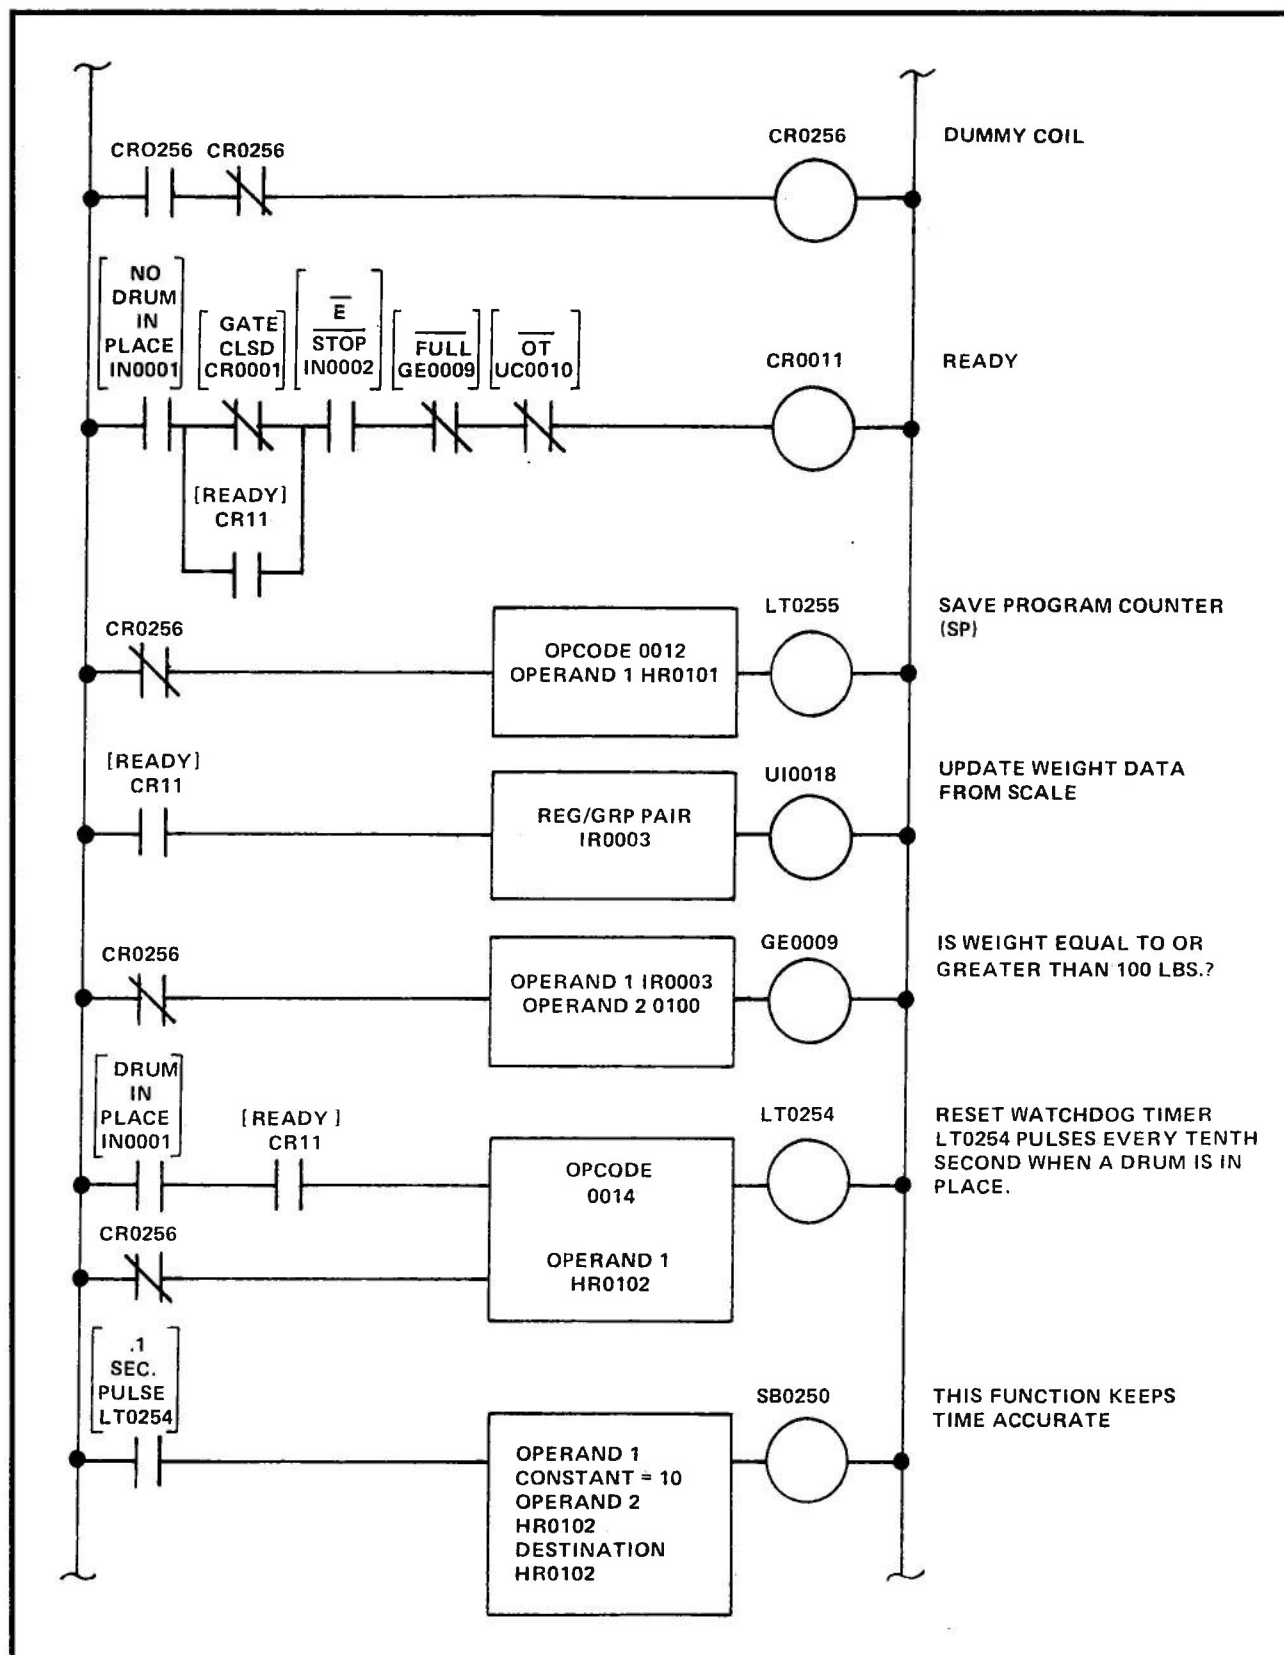 CRO256 CR0256
CR0256
DUMMY COIL
[NO
DRUM
IN
PLACE
IN0001]
[GATE
CLSD
CR0001]
[E
STOP
IN0002]
[FULL
GE0009]
[OT
UC0010]
CR0011
READY
[READY]
CR11
CR0256
OPCODE 0012
OPERAND 1 HR0101
LT0255
SAVE PROGRAM COUNTER
(SP)
[READY]
CR11
REG/GRP PAIR
IR0003
UI0018
UPDATE WEIGHT DATA
FROM SCALE
CR0256
OPERAND 1 IR0003
OPERAND 2 0100
GE0009
IS WEIGHT EQUAL TO OR
GREATER THAN 100 LBS.?
[DRUM
IN
PLACE
IN0001]
[READY ]
CR11
OPCODE
0014
OPERAND 1
HR0102
LT0254
RESET WATCHDOG TIMER
LT0254 PULSES EVERY TENTH
SECOND WHEN A DRUM IS IN
PLACE.
CR0256
[.1
SEC.
PULSE
LT0254]
OPERAND 1
CONSTANT = 10
OPERAND 2
HR0102
DESTINATION
HR0102
SB0250
THIS FUNCTION KEEPS
TIME ACCURATE